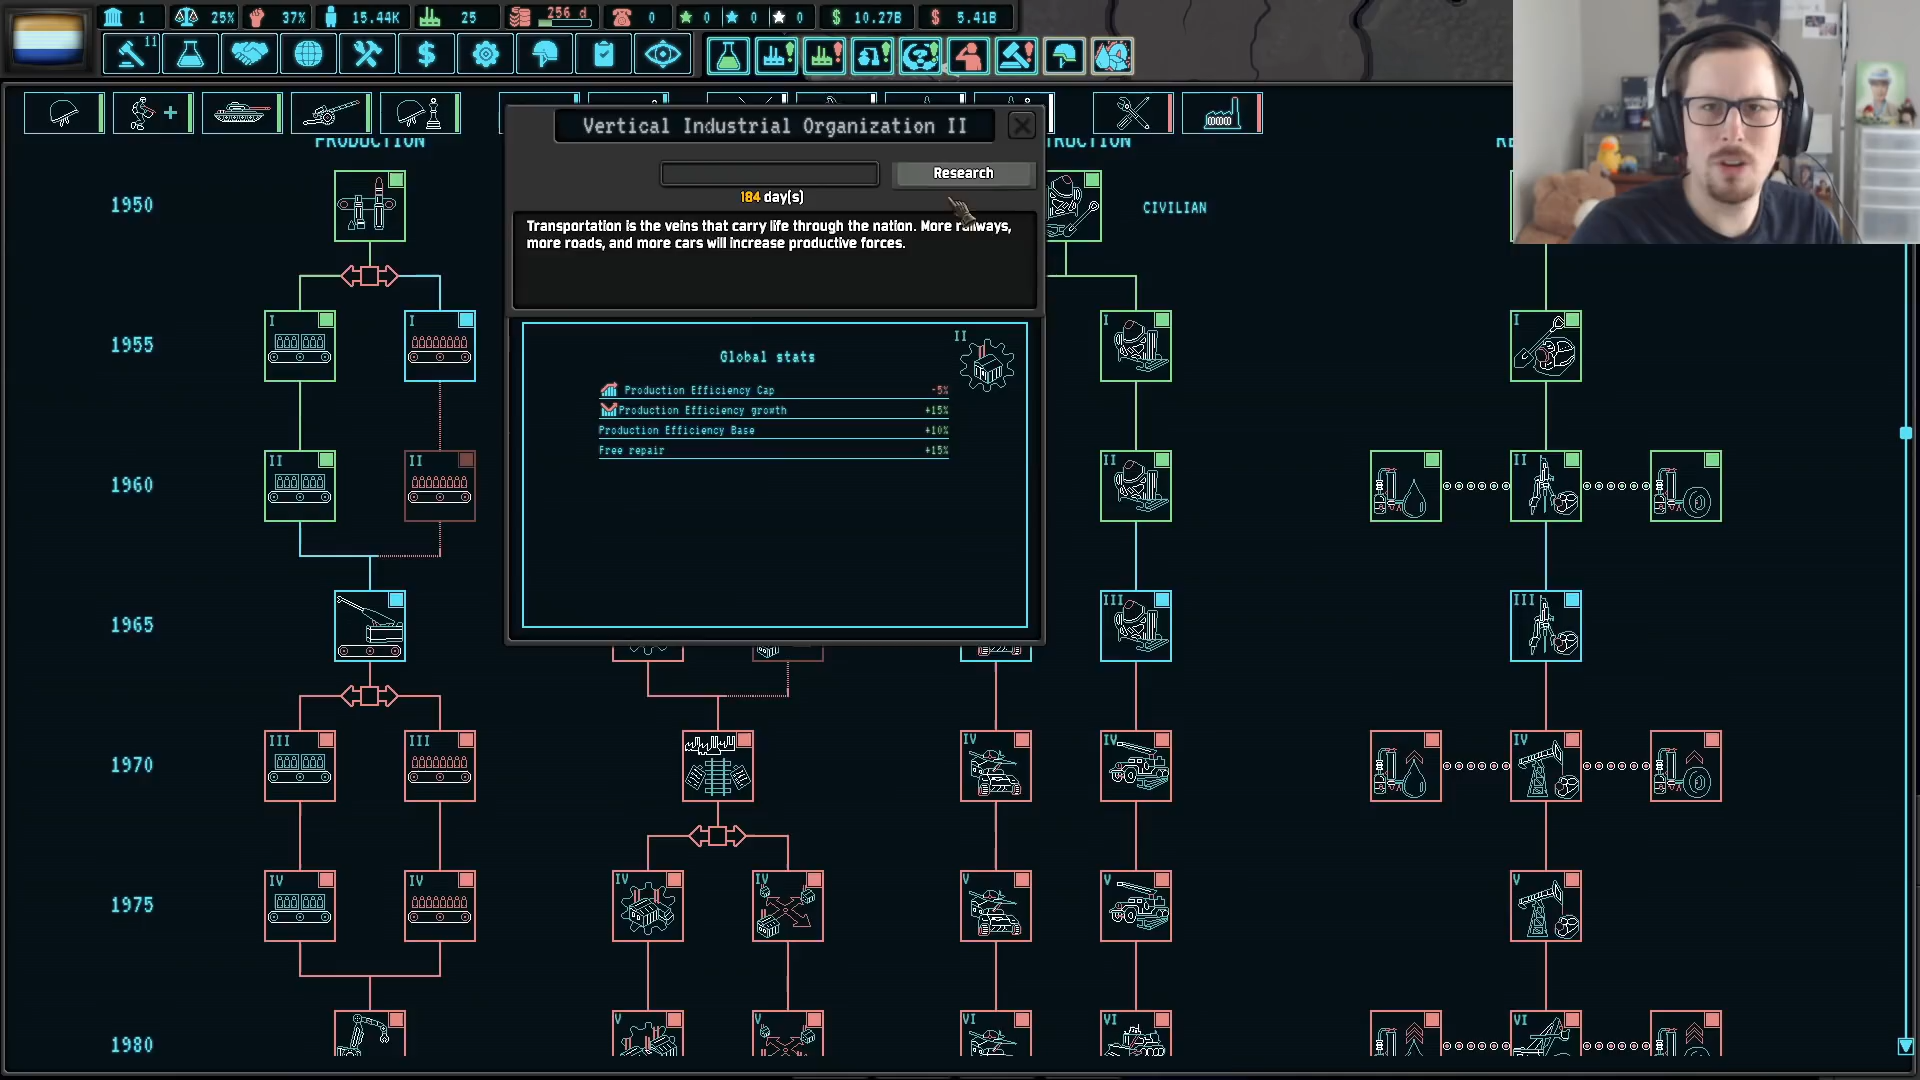 1 25% 37% 15.44K 25 256 d 0 0 0 0 $ 10.27B $ 5.41B
11
PRODUCTION
Vertical Industrial Organization II
Research
184 day(s)
Transportation is the veins that carry life through the nation. More railways,
more roads, and more cars will increase productive forces.
II
Global stats
Production Efficiency Cap -5%
Production Efficiency growth +15%
Production Efficiency Base +10%
Free repair +15%
CIVILIAN
1950
1955
I I I I
1960
II II II II
1965
III III
1970
III III IV IV IV
1975
IV IV IV IV V V V
1980
V V VI VI VI